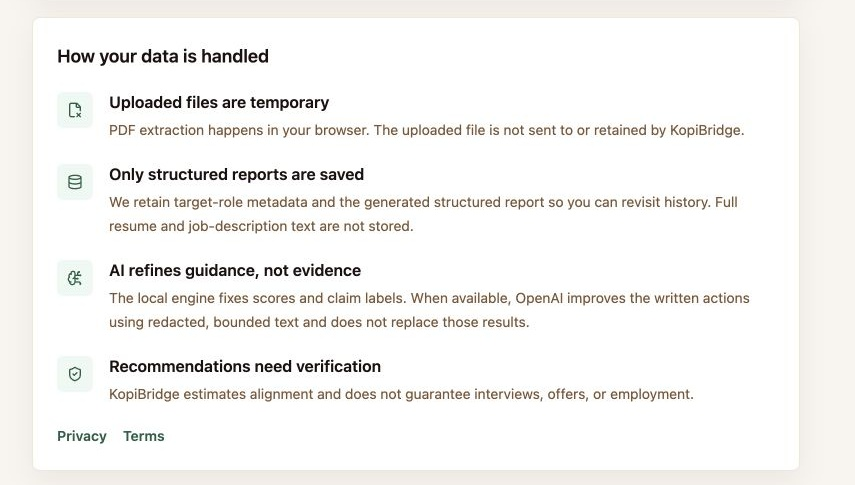 How your data is handled
Uploaded files are temporary
PDF extraction happens in your browser. The uploaded file is not sent to or retained by KopiBridge.
Only structured reports are saved
We retain target-role metadata and the generated structured report so you can revisit history. Full
resume and job-description text are not stored.
AI refines guidance, not evidence
The local engine fixes scores and claim labels. When available, OpenAI improves the written actions
using redacted, bounded text and does not replace those results.
Recommendations need verification
KopiBridge estimates alignment and does not guarantee interviews, offers, or employment.
Privacy Terms